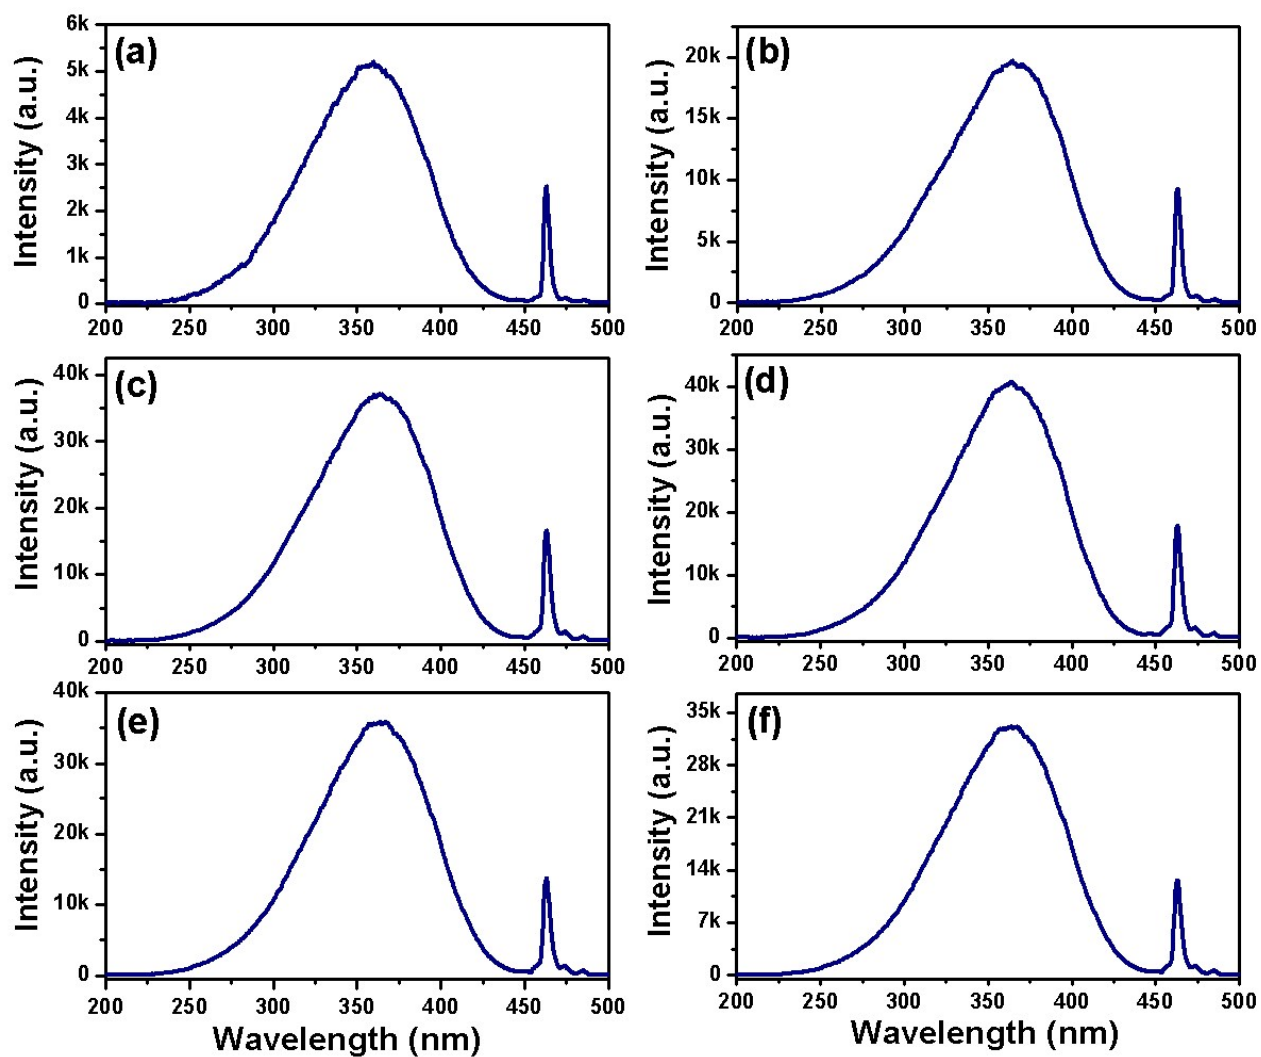 (a)
Intensity (a.u.)
6k
5k
4k
3k
2k
1k
0
200 250 300 350 400 450 500
(b)
Intensity (a.u.)
20k
15k
10k
5k
0
200 250 300 350 400 450 500
(c)
Intensity (a.u.)
40k
30k
20k
10k
0
200 250 300 350 400 450 500
(d)
Intensity (a.u.)
40k
30k
20k
10k
0
200 250 300 350 400 450 500
(e)
Intensity (a.u.)
40k
30k
20k
10k
0
200 250 300 350 400 450 500
Wavelength (nm)
(f)
Intensity (a.u.)
35k
28k
21k
14k
7k
0
200 250 300 350 400 450 500
Wavelength (nm)